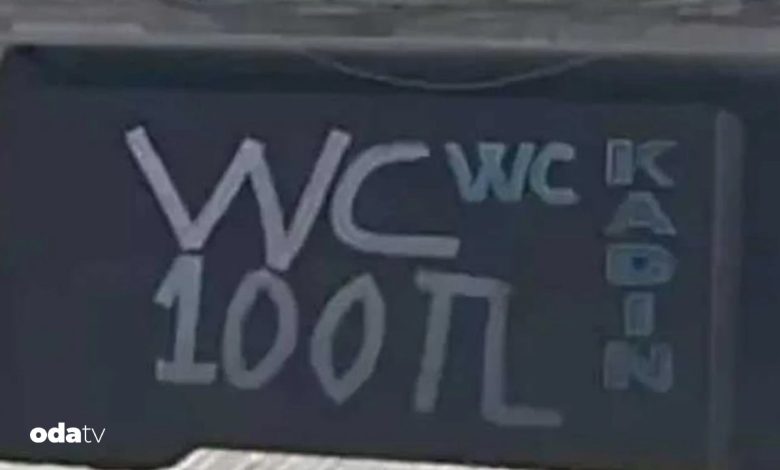 WC
100TL
WC
KADIN
odatv